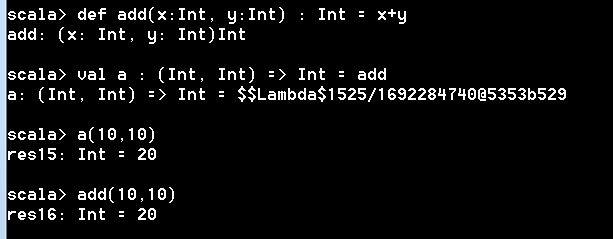 scala> def add(x:Int, y:Int) : Int = x+y
add: (x: Int, y: Int)Int
scala> val a : (Int, Int) => Int = add
a: (Int, Int) => Int = $$Lambda$1525/1692284740@5353b529
scala> a(10,10)
res15: Int = 20
scala> add(10,10)
res16: Int = 20